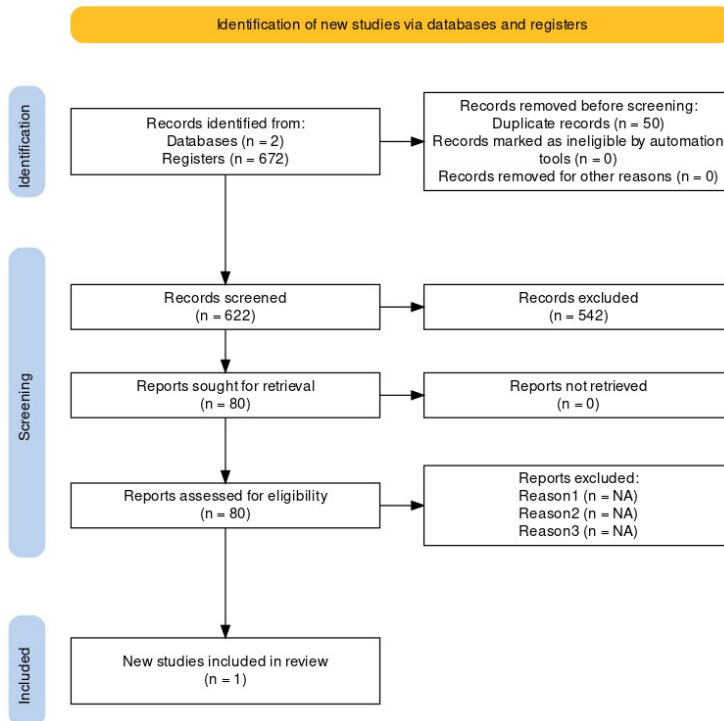 Identification of new studies via databases and registers
Identification
Records identified from:
Databases (n = 2)
Registers (n = 672)
Records removed before screening:
Duplicate records (n = 50)
Records marked as ineligible by automation
tools (n = 0)
Records removed for other reasons (n = 0)
Screening
Records screened
(n = 622)
Records excluded
(n = 542)
Reports sought for retrieval
(n = 80)
Reports not retrieved
(n = 0)
Reports assessed for eligibility
(n = 80)
Reports excluded:
Reason1 (n = NA)
Reason2 (n = NA)
Reason3 (n = NA)
Included
New studies included in review
(n = 1)